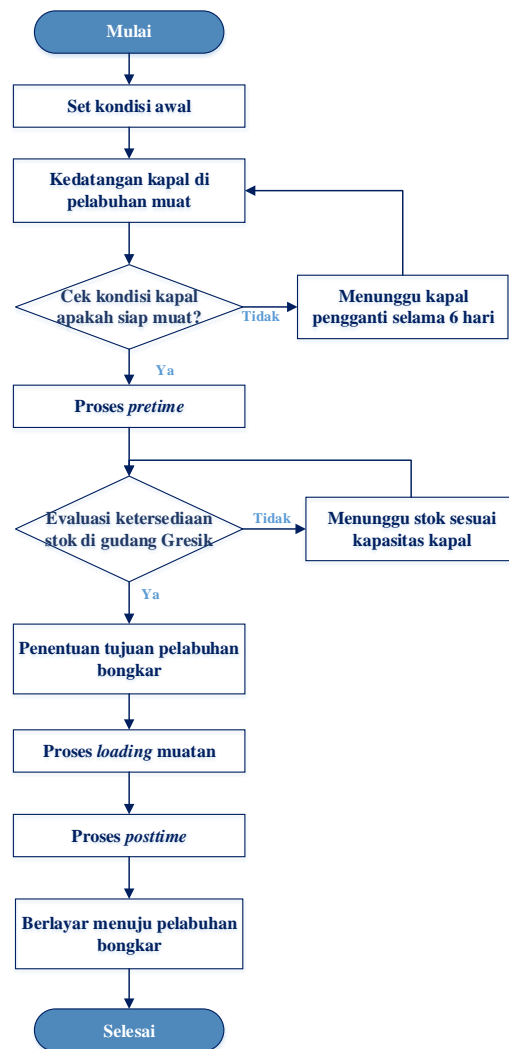 Mulai
Set kondisi awal
Kedatangan kapal di
pelabuhan muat
Cek kondisi kapal
apakah siap muat?
Tidak
Menunggu kapal
pengganti selama 6 hari
Ya
Proses pretime
Evaluasi ketersediaan
stok di gudang Gresik
Tidak
Menunggu stok sesuai
kapasitas kapal
Ya
Penentuan tujuan pelabuhan
bongkar
Proses loading muatan
Proses posttime
Berlayar menuju pelabuhan
bongkar
Selesai